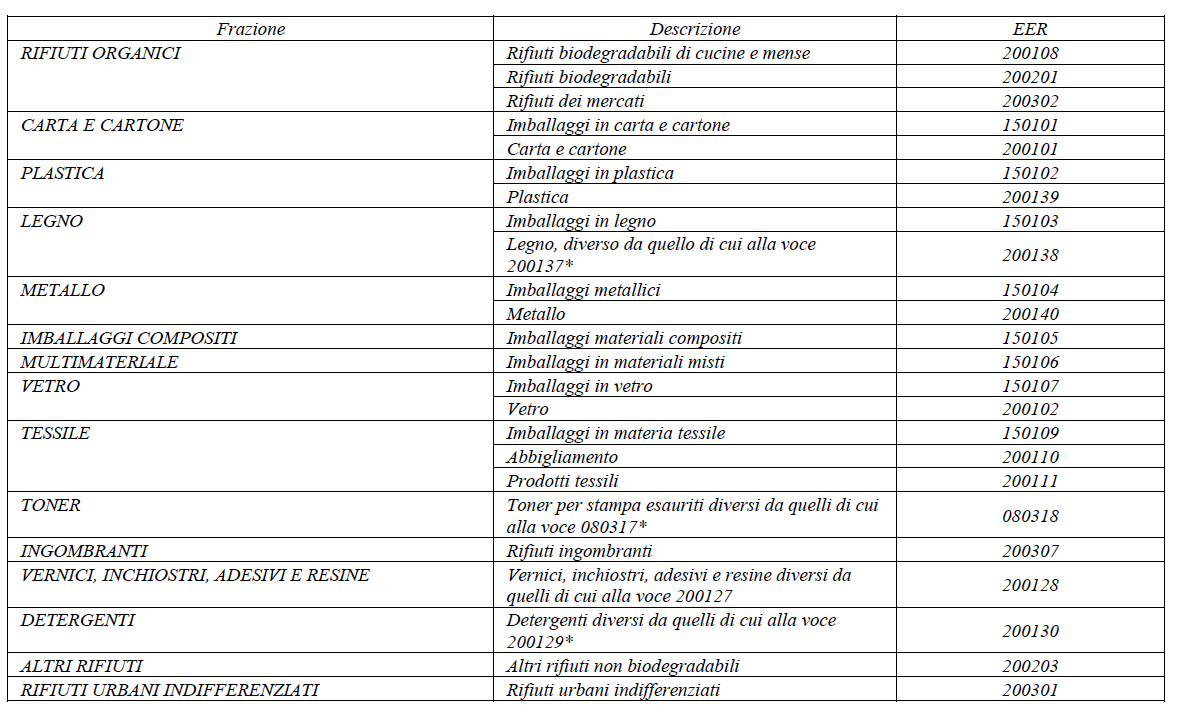 Frazione Descrizione EER
RIFIUTI ORGANICI Rifiuti biodegradabili di cucine e mense 200108
Rifiuti biodegradabili 200201
Rifiuti dei mercati 200302
CARTA E CARTONE Imballaggi in carta e cartone 150101
Carta e cartone 200101
PLASTICA Imballaggi in plastica 150102
Plastica 200139
LEGNO Imballaggi in legno 150103
Legno, diverso da quello di cui alla voce
200137* 200138
METALLO Imballaggi metallici 150104
Metallo 200140
IMBALLAGGI COMPOSITI Imballaggi materiali compositi 150105
MULTIMATERIALE Imballaggi in materiali misti 150106
VETRO Imballaggi in vetro 150107
Vetro 200102
TESSILE Imballaggi in materia tessile 150109
Abbigliamento 200110
Prodotti tessili 200111
TONER Toner per stampa esauriti diversi da quelli di cui
alla voce 080317* 080318
INGOMBRANTI Rifiuti ingombranti 200307
VERNICI, INCHIOSTRI, ADESIVI E RESINE Vernici, inchiostri, adesivi e resine diversi da
quelli di cui alla voce 200127 200128
DETERGENTI Detergenti diversi da quelli di cui alla voce
200129* 200130
ALTRI RIFIUTI Altri rifiuti non biodegradabili 200203
RIFIUTI URBANI INDIFFERENZIATI Rifiuti urbani indifferenziati 200301